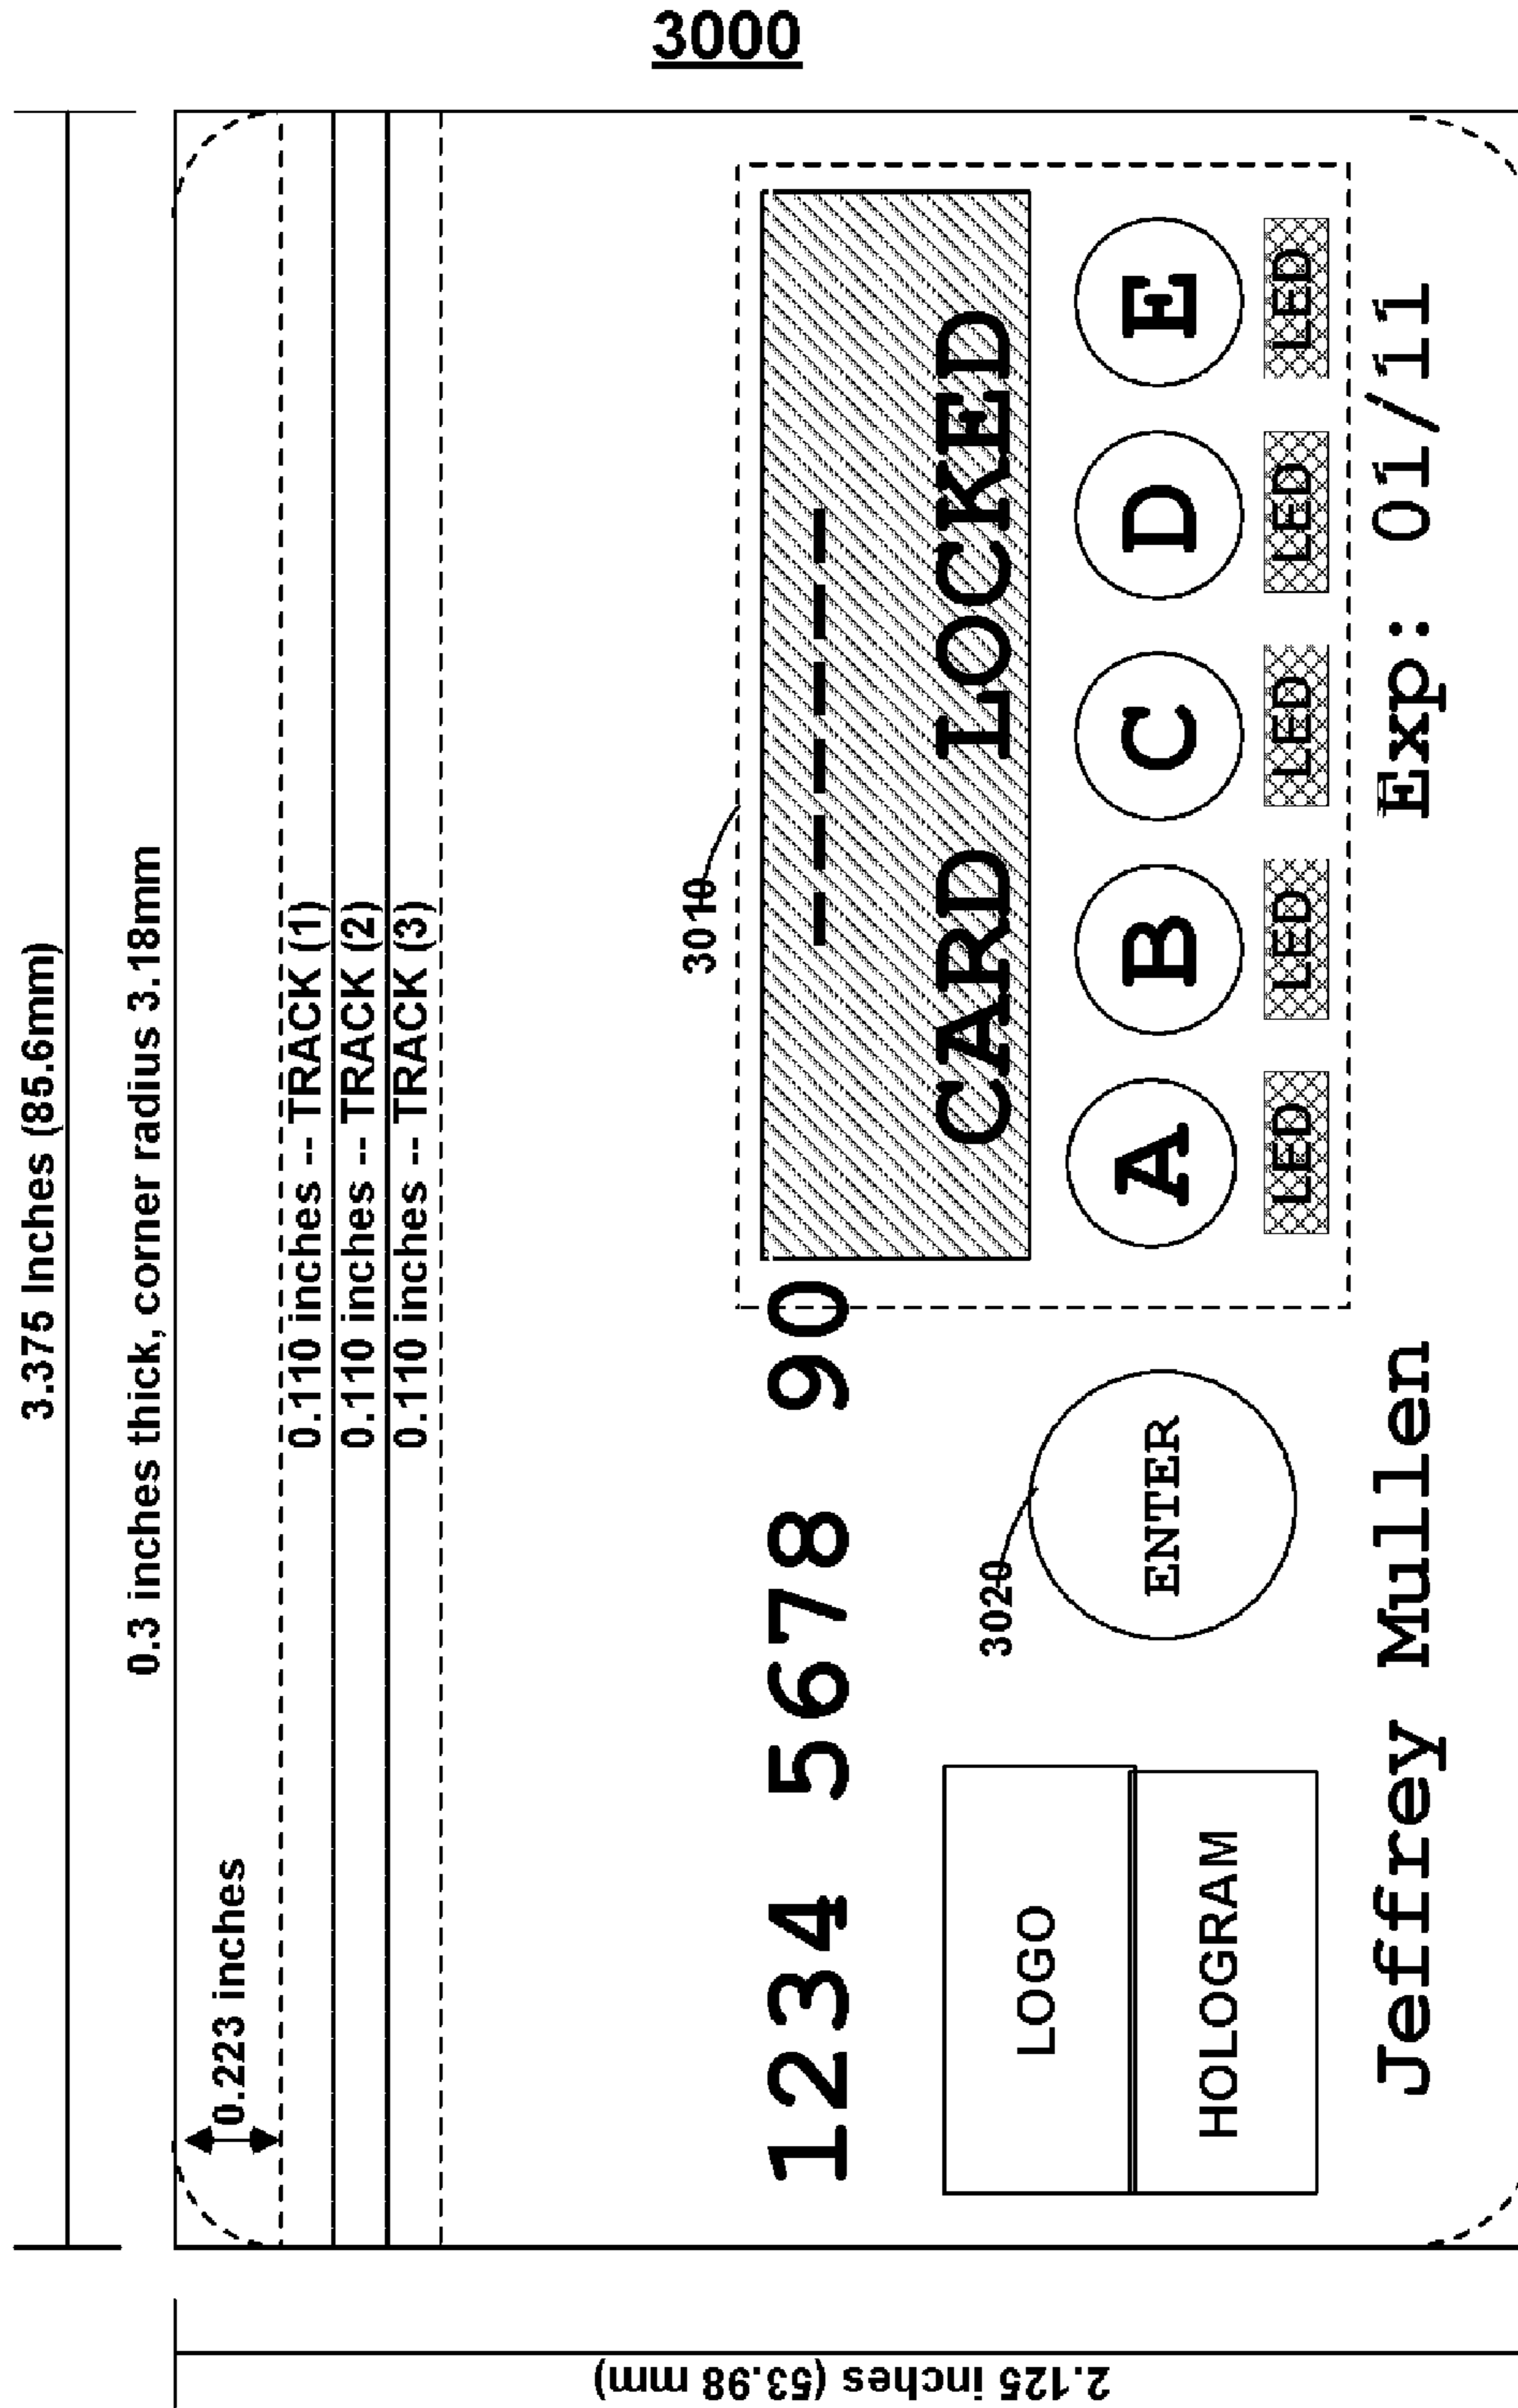 3000
3.375 Inches (85.6mm)
0.3 inches thick, corner radius 3.18mm
0.223 inches
0.110 inches -- TRACK (1)
0.110 inches -- TRACK (2)
0.110 inches -- TRACK (3)
2.125 inches (53.98 mm)
3010
1234 5678 90
-----
CARD LOCKED
3020
LOGO
ENTER
A B C D E
HOLOGRAM
LED LED LED LED LED
Jeffrey Mullen Exp: 01/11